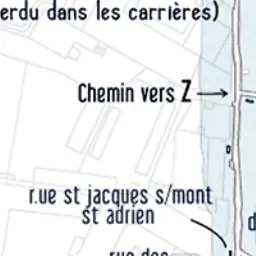 erdu dans les carrières)
Chemin vers Z
r.ue st jacques s/mont
st adrien
rue des
d